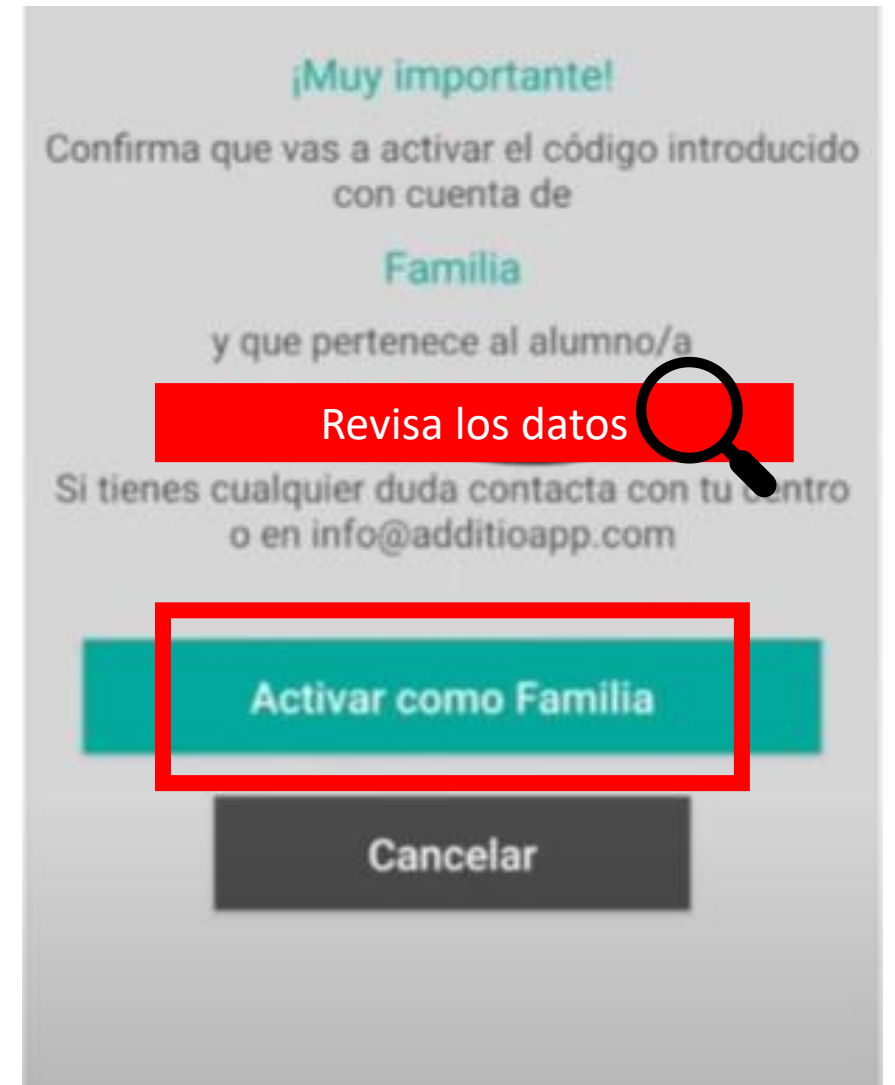 ¡Muy importante!
Confirma que vas a activar el código introducido
con cuenta de
Familia
y que pertenece al alumno/a
Revisa los datos
Si tienes cualquier duda contacta con tu centro
o en info@additioapp.com
Activar como Familia
Cancelar